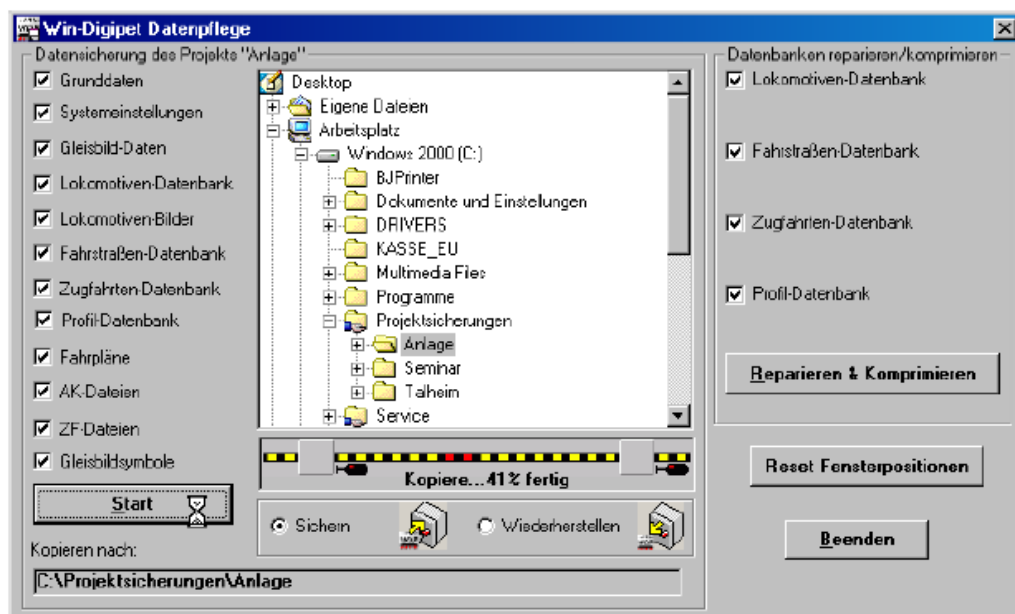 Win-Digipet Datenpflege
Datensicherung des Projekts "Anlage"
Grunddaten
Systemeinstellungen
Gleisbild-Daten
Lokomotiven-Datenbank
Lokomotiven-Bilder
Fahrstraßen-Datenbank
Zugfahrten-Datenbank
Profil-Datenbank
Fahrpläne
AK-Dateien
ZF-Dateien
Gleisbildsymbole
Start
Kopieren nach:
C:\Projektsicherungen\Anlage
Desktop
Eigene Dateien
Arbeitsplatz
Windows 2000 (C:)
BJPrinter
Dokumente und Einstellungen
DRIVERS
KASSE_EU
Multimedia Files
Programme
Projektsicherungen
Anlage
Seminar
Talheim
Service
Kopiere...41% fertig
Sichern
Wiederherstellen
Datenbanken reparieren/komprimieren
Lokomotiven-Datenbank
Fahrstraßen-Datenbank
Zugfahrten-Datenbank
Profil-Datenbank
Reparieren & Komprimieren
Reset Fensterpositionen
Beenden